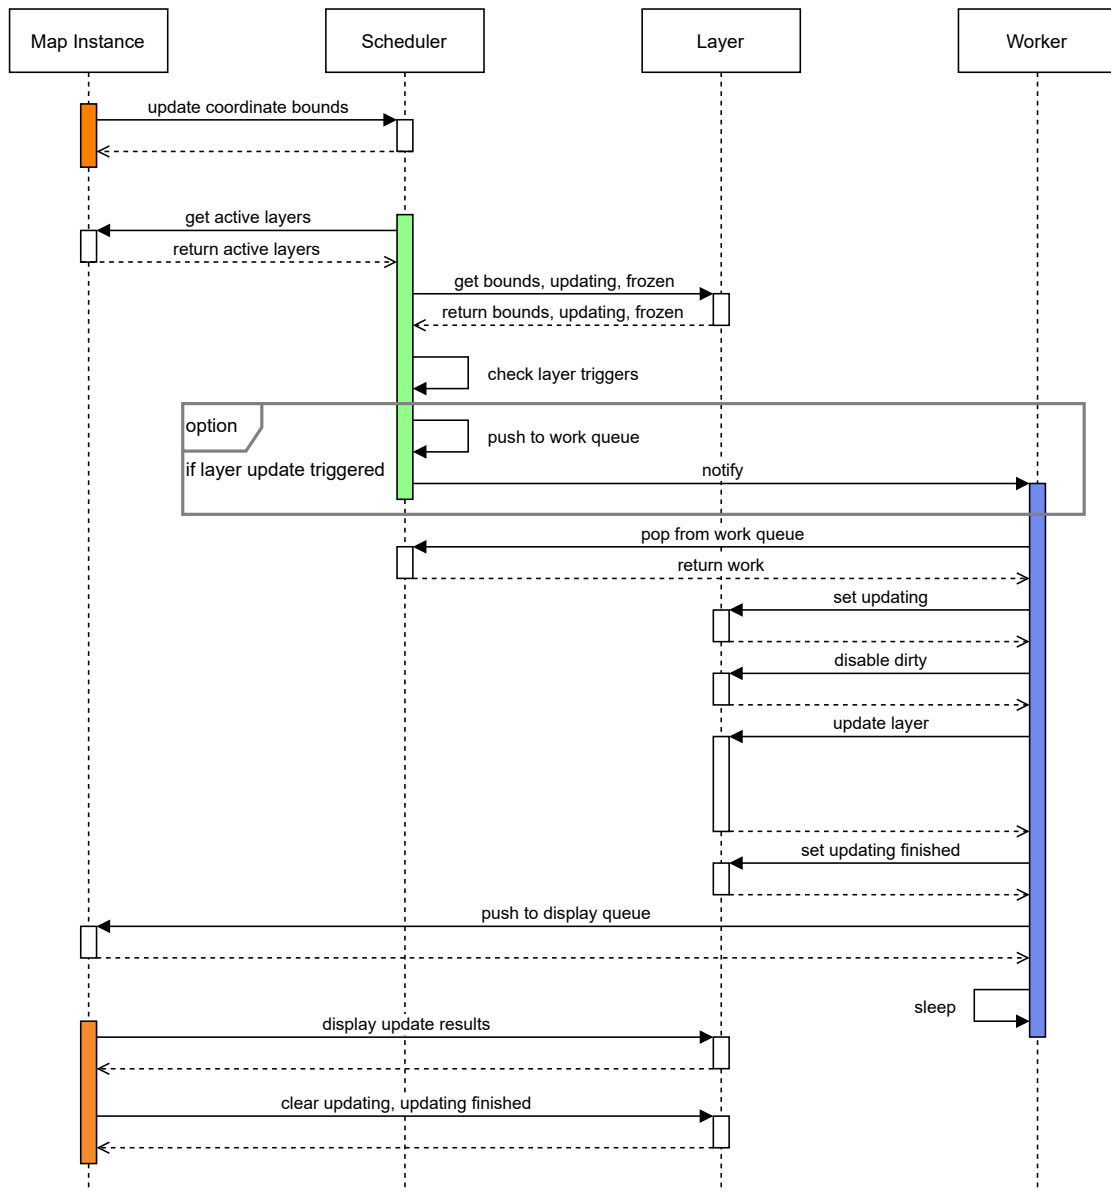 Map Instance
Scheduler
Layer
Worker
update coordinate bounds
get active layers
return active layers
get bounds, updating, frozen
return bounds, updating, frozen
check layer triggers
option
push to work queue
if layer update triggered
notify
pop from work queue
return work
set updating
disable dirty
update layer
set updating finished
push to display queue
sleep
display update results
clear updating, updating finished